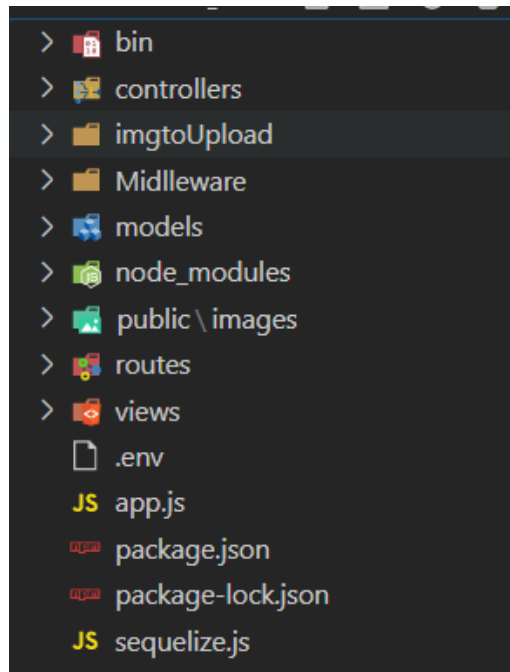 bin
controllers
imgtoUpload
Midlleware
models
node_modules
public \ images
routes
views
.env
JS app.js
package.json
package-lock.json
JS sequelize.js